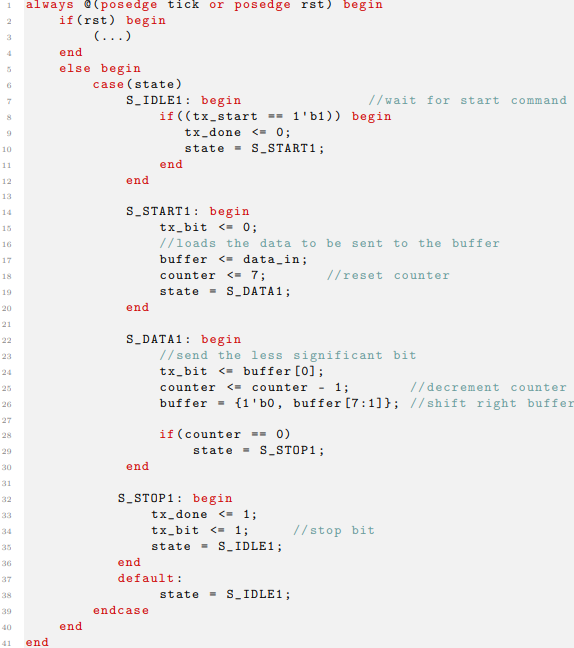 1 always @(posedge tick or posedge rst) begin
2     if(rst) begin
3         (...)
4     end
5     else begin
6         case(state)
7             S_IDLE1: begin               //wait for start command
8                 if((tx_start == 1'b1)) begin
9                    tx_done <= 0;
10                    state = S_START1;
11                 end
12             end
13
14             S_START1: begin
15                 tx_bit <= 0;
16                 //loads the data to be sent to the buffer
17                 buffer <= data_in;
18                 counter <= 7;       //reset counter
19                 state = S_DATA1;
20             end
21
22             S_DATA1: begin
23                 //send the less significant bit
24                 tx_bit <= buffer[0];
25                 counter <= counter - 1;       //decrement counter
26                 buffer = {1'b0, buffer[7:1]}; //shift right buffer
27
28                 if(counter == 0)
29                     state = S_STOP1;
30             end
31
32            S_STOP1: begin
33                tx_done <= 1;
34                tx_bit <= 1;     //stop bit
35                state = S_IDLE1;
36            end
37            default:
38                 state = S_IDLE1;
39         endcase
40     end
41 end